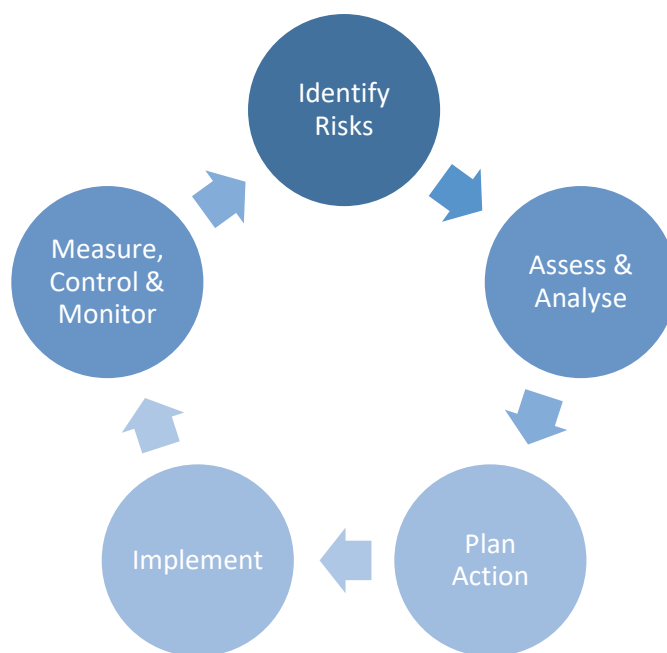 Identify
Risks
Assess &
Analyse
Plan
Action
Implement
Measure,
Control &
Monitor